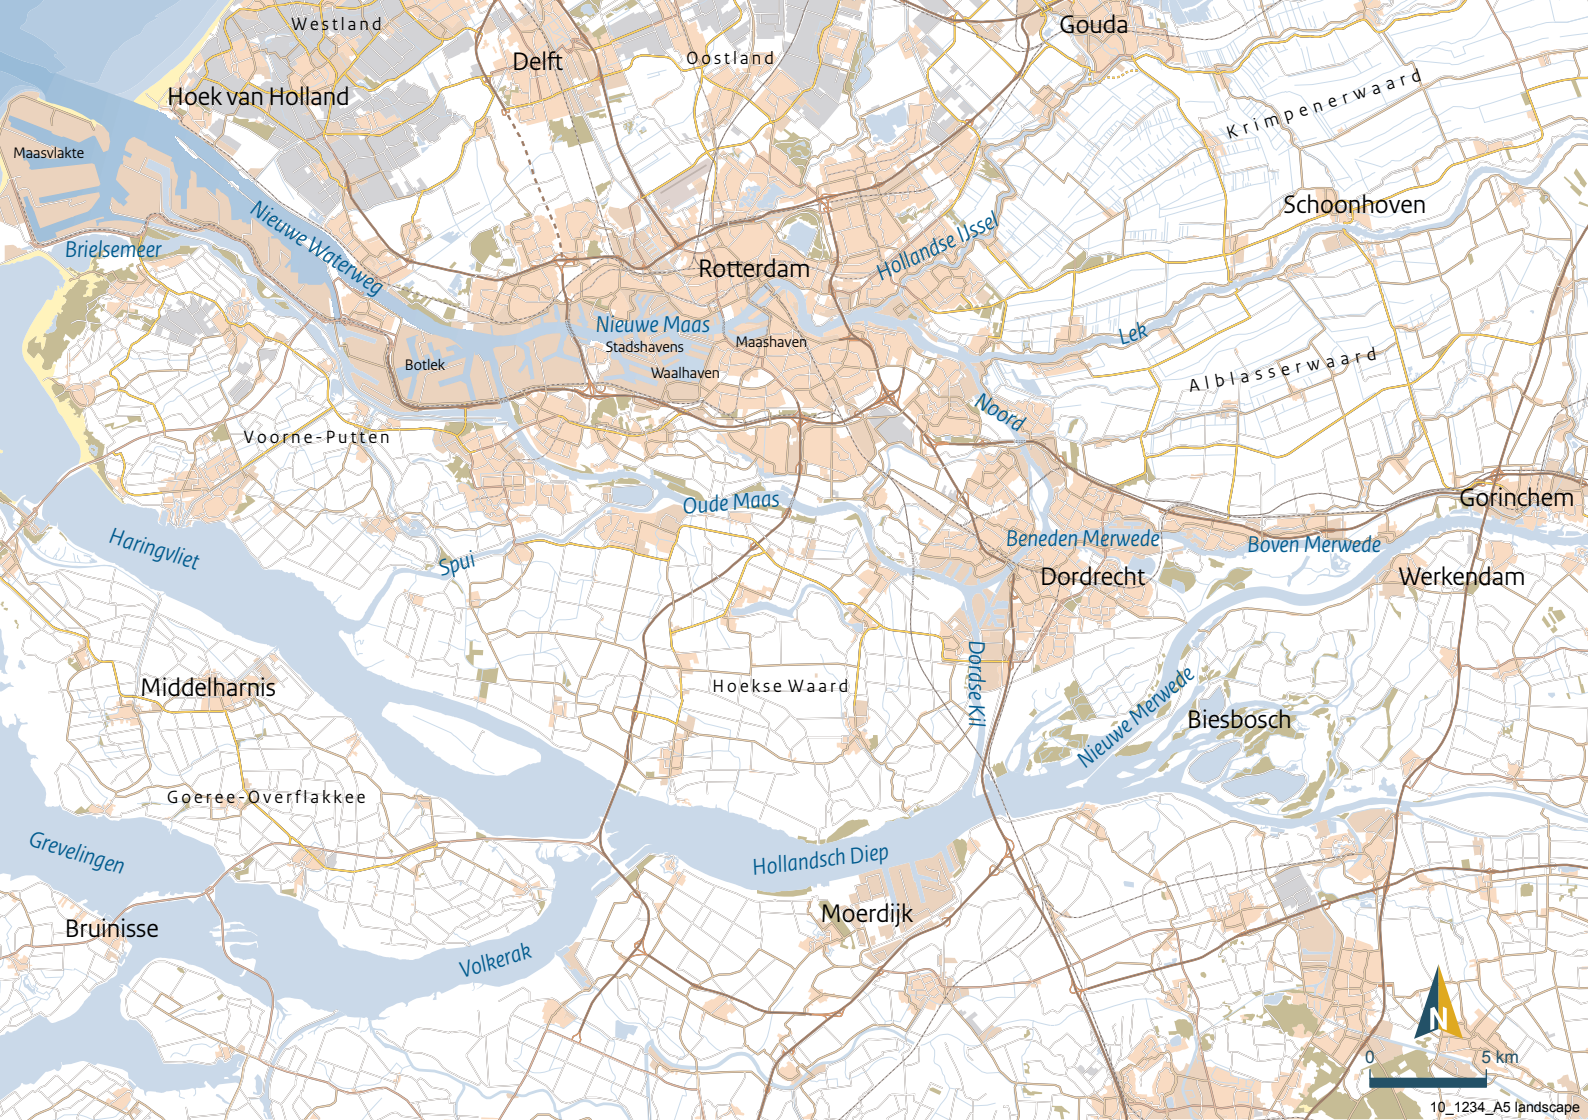 Westland
Gouda
Delft
Oostland
Hoek van Holland
Krimpenerwaard
Maasvlakte
Schoonhoven
Nieuwe Waterweg
Brielsemeer
Hollandse IJssel
Rotterdam
Nieuwe Maas
Lek
Stadshavens
Maashaven
Botlek
Waalhaven
Alblasserwaard
Noord
Voorne-Putten
Oude Maas
Gorinchem
Haringvliet
Beneden Merwede
Boven Merwede
Spui
Dordrecht
Werkendam
Middelharnis
Hoekse Waard
Dordse Kil
Nieuwe Merwede
Biesbosch
Goeree-Overflakkee
Grevelingen
Hollandsch Diep
Moerdijk
Bruinisse
Volkerak
N
0 5 km
10_1234_A5 landscape